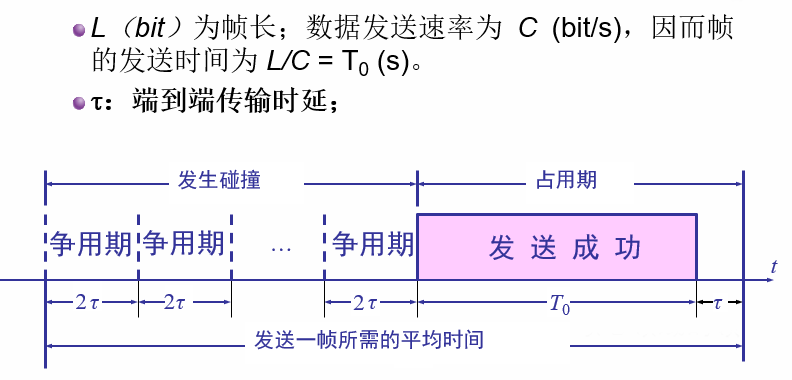 L（bit）为帧长；数据发送速率为 C (bit/s)，因而帧
的发送时间为 L/C = T₀ (s)。
τ：端到端传输时延；
发生碰撞 占用期
争用期 争用期 … 争用期 发 送 成 功
t
2τ 2τ 2τ T₀ τ
发送一帧所需的平均时间